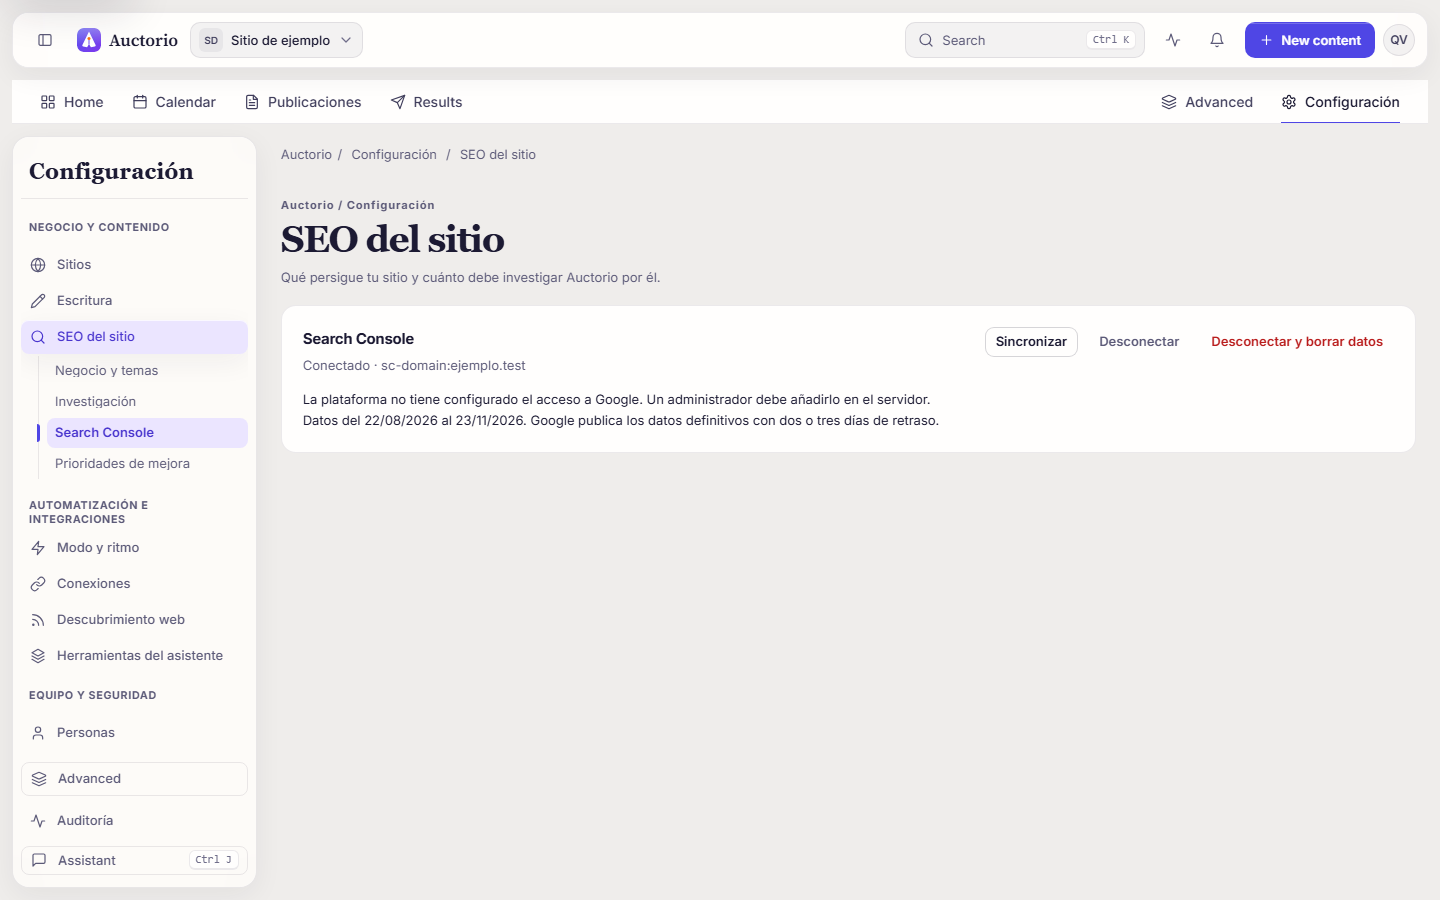 Auctorio
SD Sitio de ejemplo
Search Ctrl K
New content
QV
Home
Calendar
Publicaciones
Results
Advanced
Configuración
Configuración
NEGOCIO Y CONTENIDO
Sitios
Escritura
SEO del sitio
Negocio y temas
Investigación
Search Console
Prioridades de mejora
AUTOMATIZACIÓN E
INTEGRACIONES
Modo y ritmo
Conexiones
Descubrimiento web
Herramientas del asistente
EQUIPO Y SEGURIDAD
Personas
Advanced
Auditoría
Assistant Ctrl J
Auctorio / Configuración / SEO del sitio
Auctorio / Configuración
SEO del sitio
Qué persigue tu sitio y cuánto debe investigar Auctorio por él.
Search Console
Conectado · sc-domain:ejemplo.test
Sincronizar
Desconectar
Desconectar y borrar datos
La plataforma no tiene configurado el acceso a Google. Un administrador debe añadirlo en el servidor.
Datos del 22/08/2026 al 23/11/2026. Google publica los datos definitivos con dos o tres días de retraso.